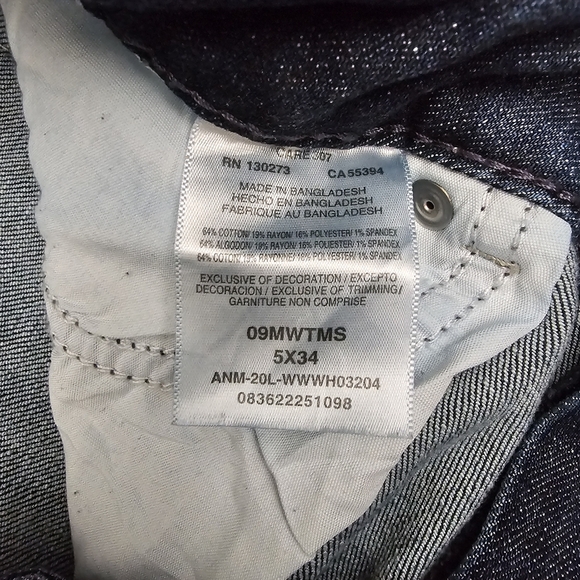 CARE 307
RN 130273 CA55394
MADE IN BANGLADESH
HECHO EN BANGLADESH
FABRIQUE AU BANGLADESH
64% COTTON/ 19% RAYON/ 16% POLYESTER/ 1% SPANDEX
64% ALGODON/ 19% RAYON/ 16% POLIESTER/ 1% SPANDEX
64% COTON/ 19% RAYONNE/ 16% POLYESTER/ 1% SPANDEX
EXCLUSIVE OF DECORATION / EXCEPTO
DECORACION / EXCLUSIVE OF TRIMMING/
GARNITURE NON COMPRISE
09MWTMS
5X34
ANM-20L-WWWH03204
083622251098